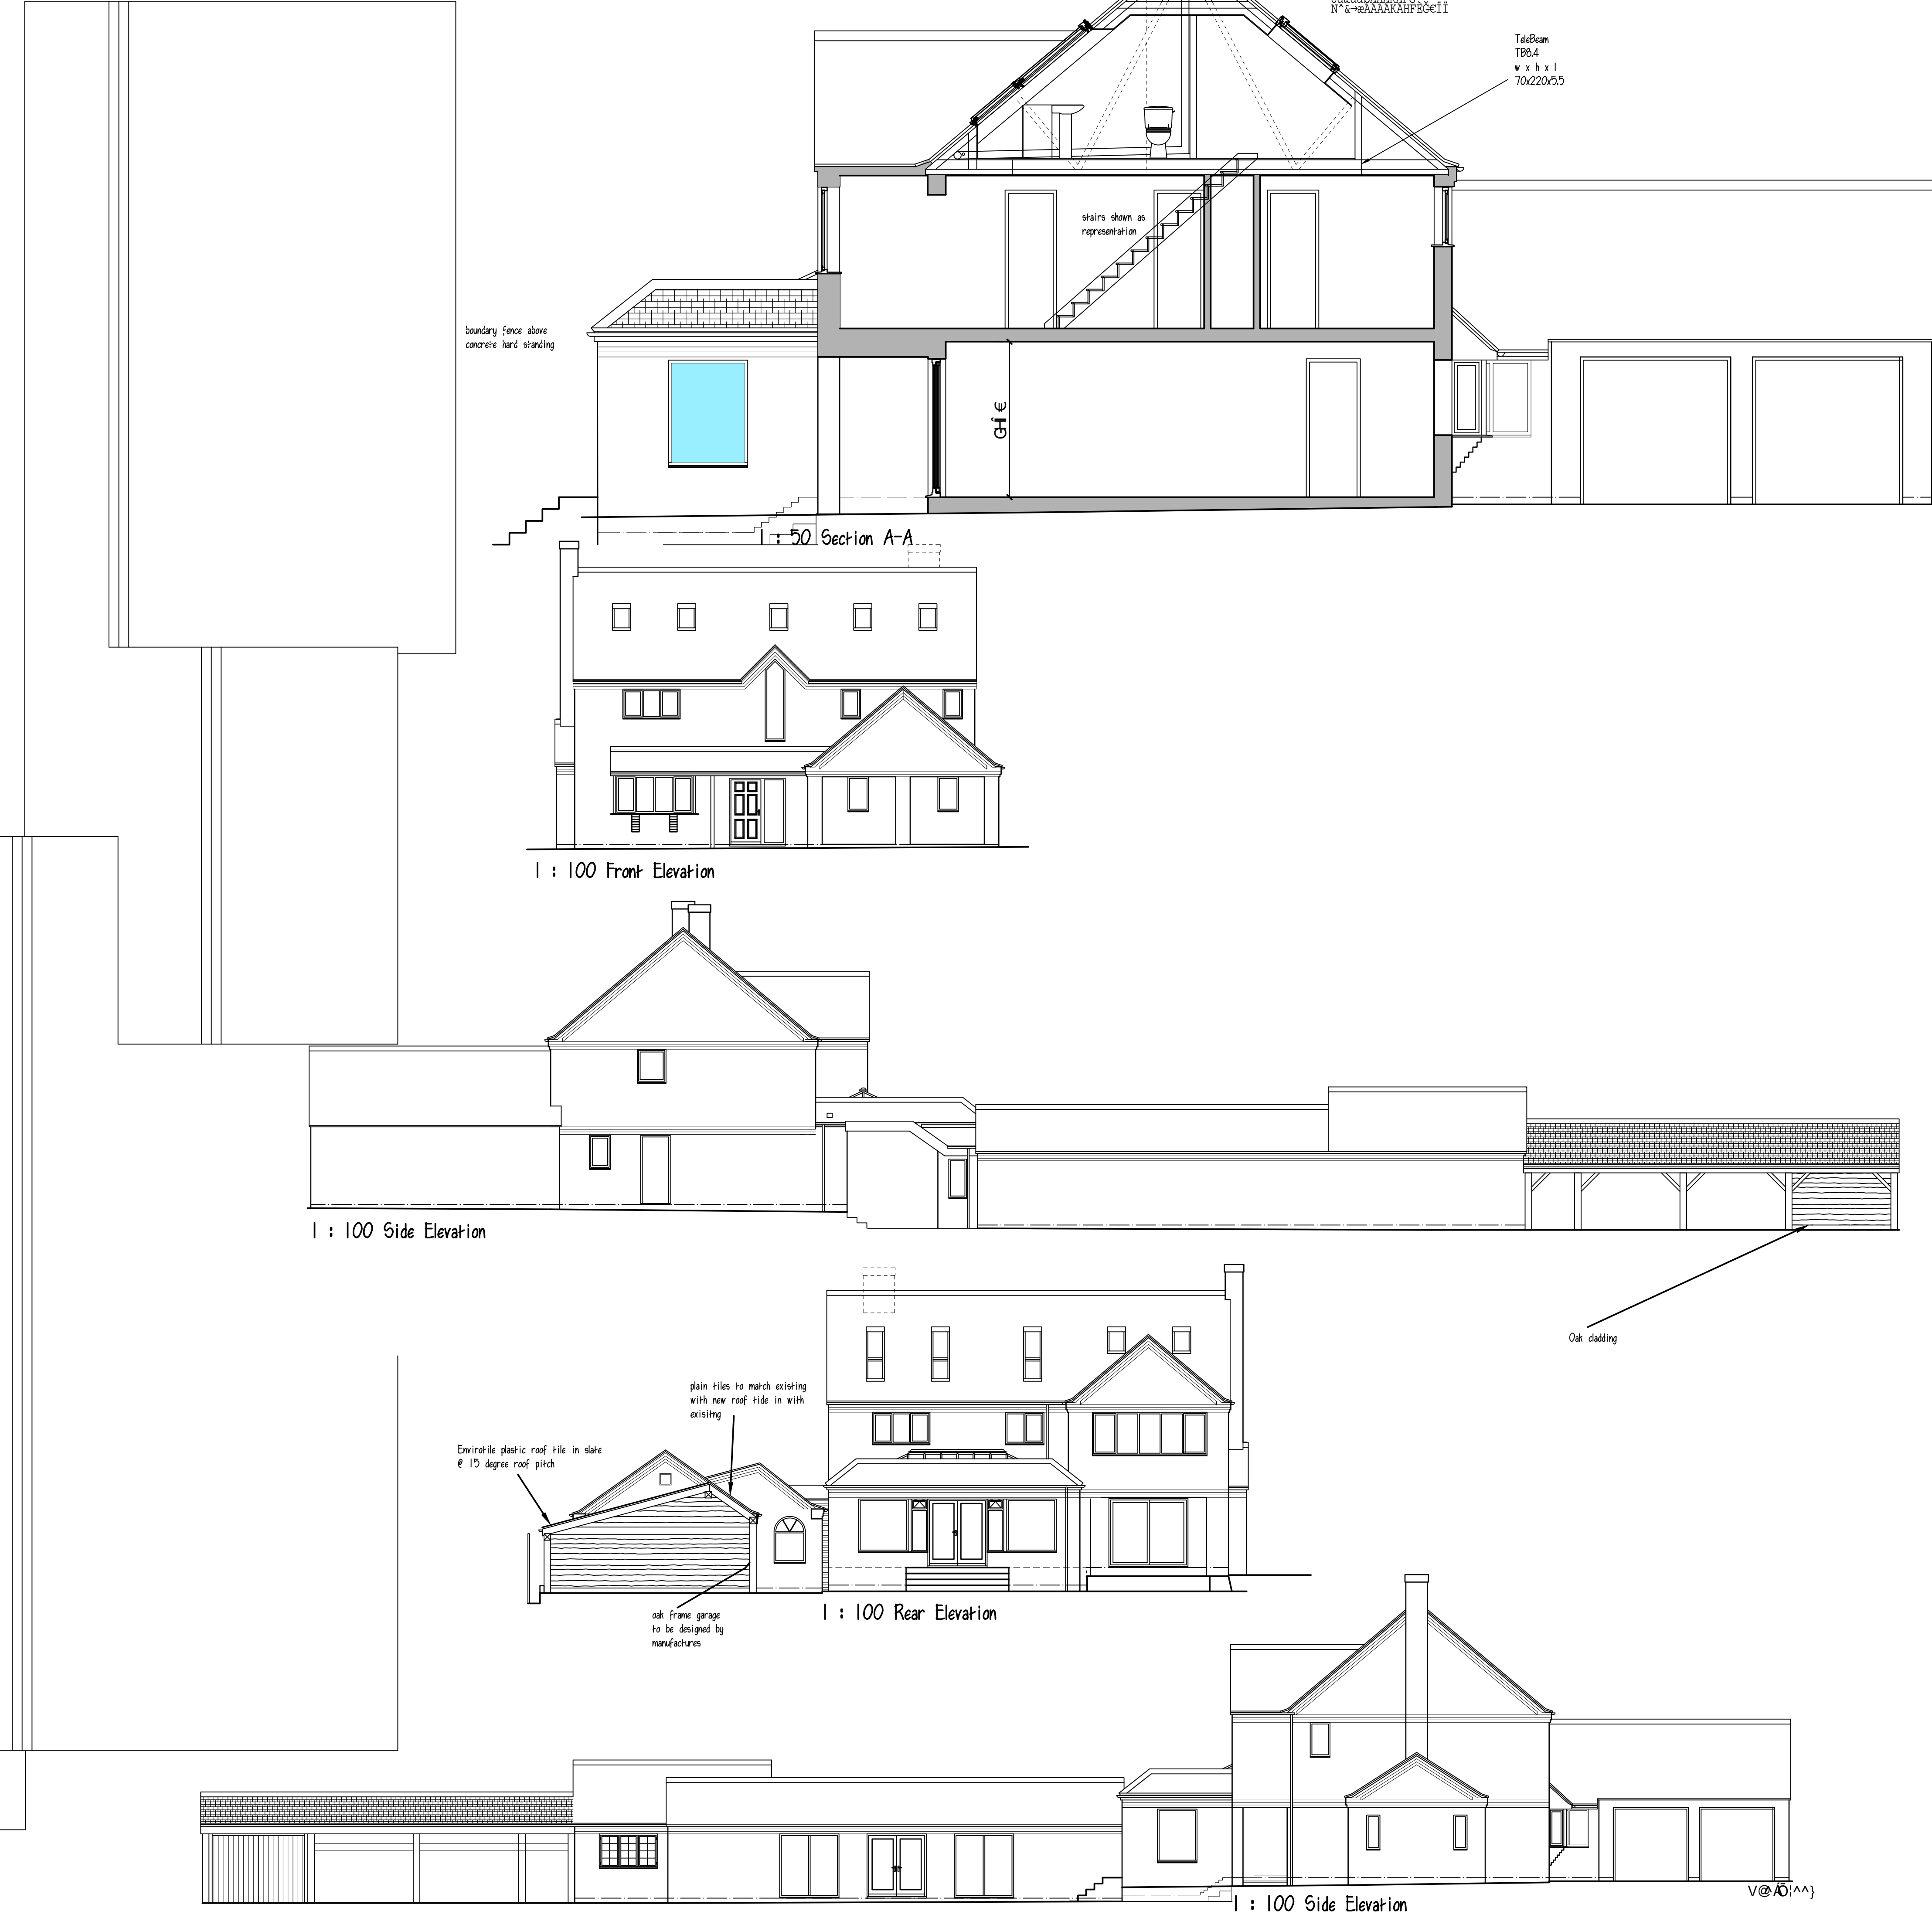 N^&→æÀÀÀÀKÀHFEĞ€ÏÏ
TeleBeam
TB8.4
w x h x l
70x220x5.5
stairs shown as
representation
boundary fence above
concrete hard standing
1 : 50 Section A-A
1 : 100 Front Elevation
1 : 100 Side Elevation
Oak cladding
plain tiles to match existing
with new roof tide in with
exisitng
Envirotile plastic roof tile in slate
@ 15 degree roof pitch
1 : 100 Rear Elevation
oak frame garage
to be designed by
manufactures
1 : 100 Side Elevation